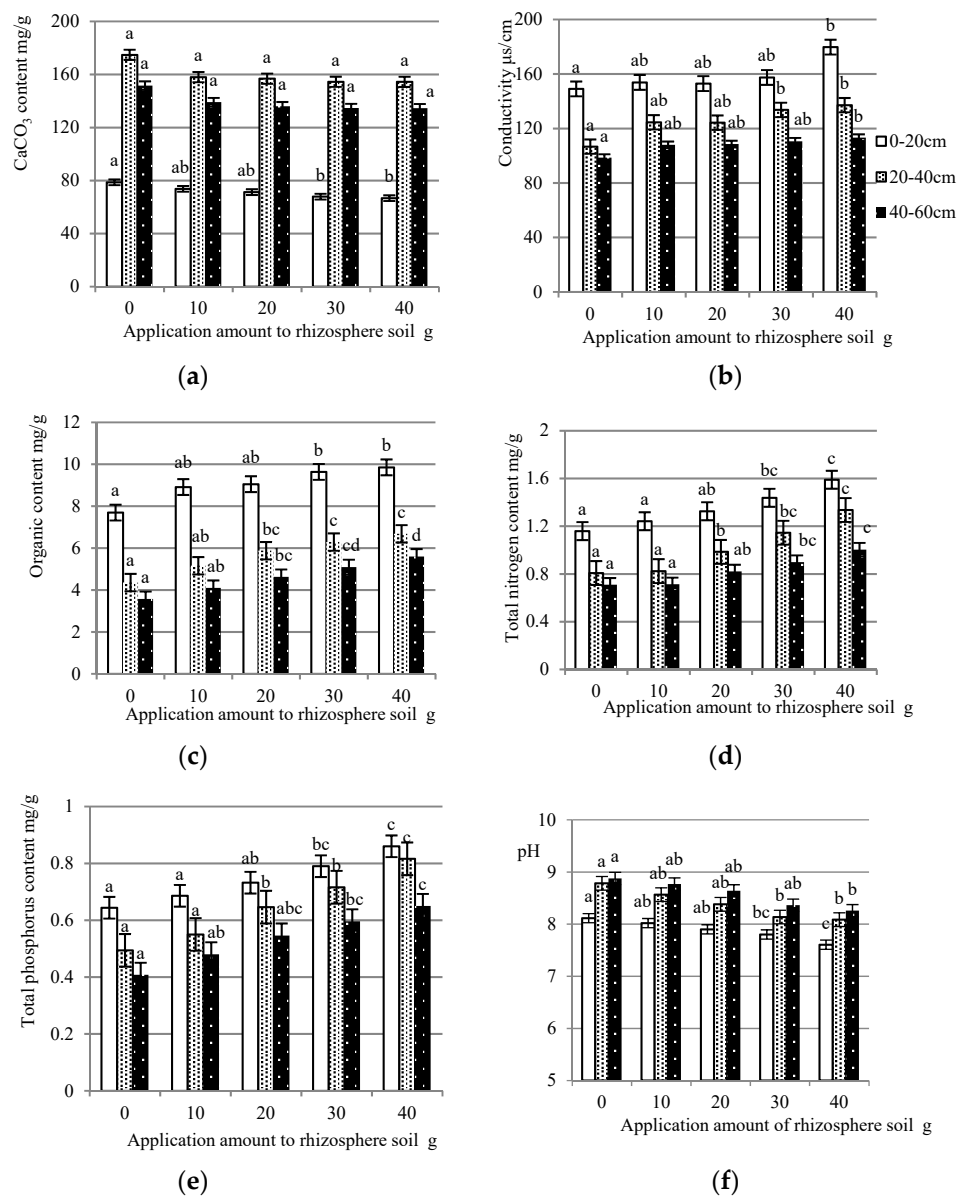 CaCO3 content mg/g
200
160
120
80
40
0
a a a
ab a a
ab a a
b a a
b a a
0 10 20 30 40
Application amount to rhizosphere soil g
(a)
Conductivity μs/cm
200
160
120
80
40
0
a a a
ab ab ab
ab ab ab
ab b ab
b b b
0 10 20 30 40
Application amount to rhizosphere soil g
(b)
0-20cm
20-40cm
40-60cm
Organic content mg/g
12
10
8
6
4
2
0
a a a
ab ab ab
ab bc bc
b c cd
b c d
0 10 20 30 40
Application amount to rhizosphere soil g
(c)
Total nitrogen content mg/g
2
1.6
1.2
0.8
0.4
0
a a a
a a a
ab b ab
bc bc bc
c c c
0 10 20 30 40
Application amount to rhizosphere soil g
(d)
Total phosphorus content mg/g
1
0.8
0.6
0.4
0.2
0
a a a
a a ab
ab b abc
bc b bc
c c c
0 10 20 30 40
Application amount to rhizosphere soil g
(e)
pH
10
9
8
7
6
5
a a a
ab ab ab
ab ab ab
bc b ab
c b b
0 10 20 30 40
Application amount of rhizosphere soil g
(f)